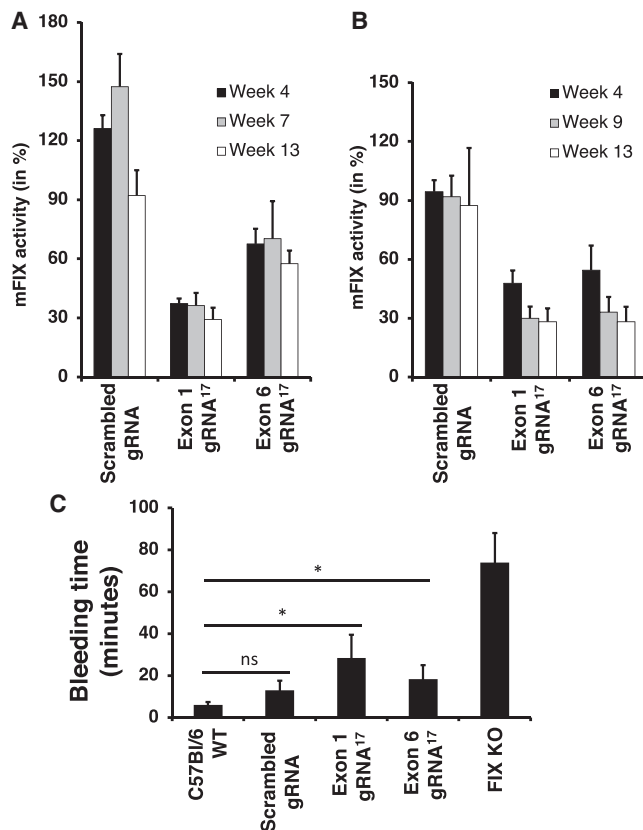 A
mFIX activity (in %)
180
150
120
90
60
30
0
Week 4
Week 7
Week 13
Scrambled
gRNA
Exon 1
gRNA¹⁷
Exon 6
gRNA¹⁷
B
mFIX activity (in %)
150
120
90
60
30
0
Week 4
Week 9
Week 13
Scrambled
gRNA
Exon 1
gRNA¹⁷
Exon 6
gRNA¹⁷
C
Bleeding time
(minutes)
100
80
60
40
20
0
*
*
ns
C57Bl/6
WT
Scrambled
gRNA
Exon 1
gRNA¹⁷
Exon 6
gRNA¹⁷
FIX KO